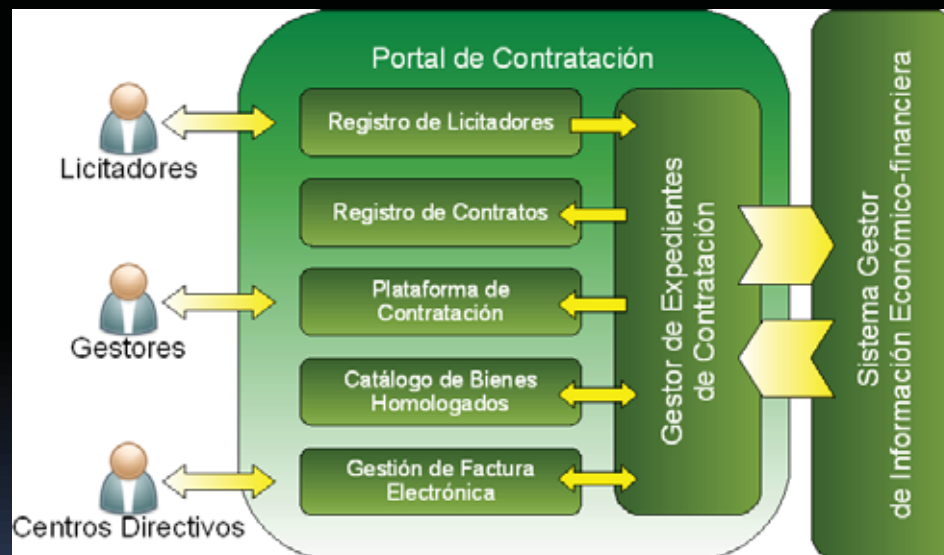 Portal de Contratación
Licitadores
Gestores
Centros Directivos
Registro de Licitadores
Registro de Contratos
Plataforma de
Contratación
Catálogo de Bienes
Homologados
Gestión de Factura
Electrónica
Gestor de Expedientes
de Contratación
Sistema Gestor
de Información Económico-financiera